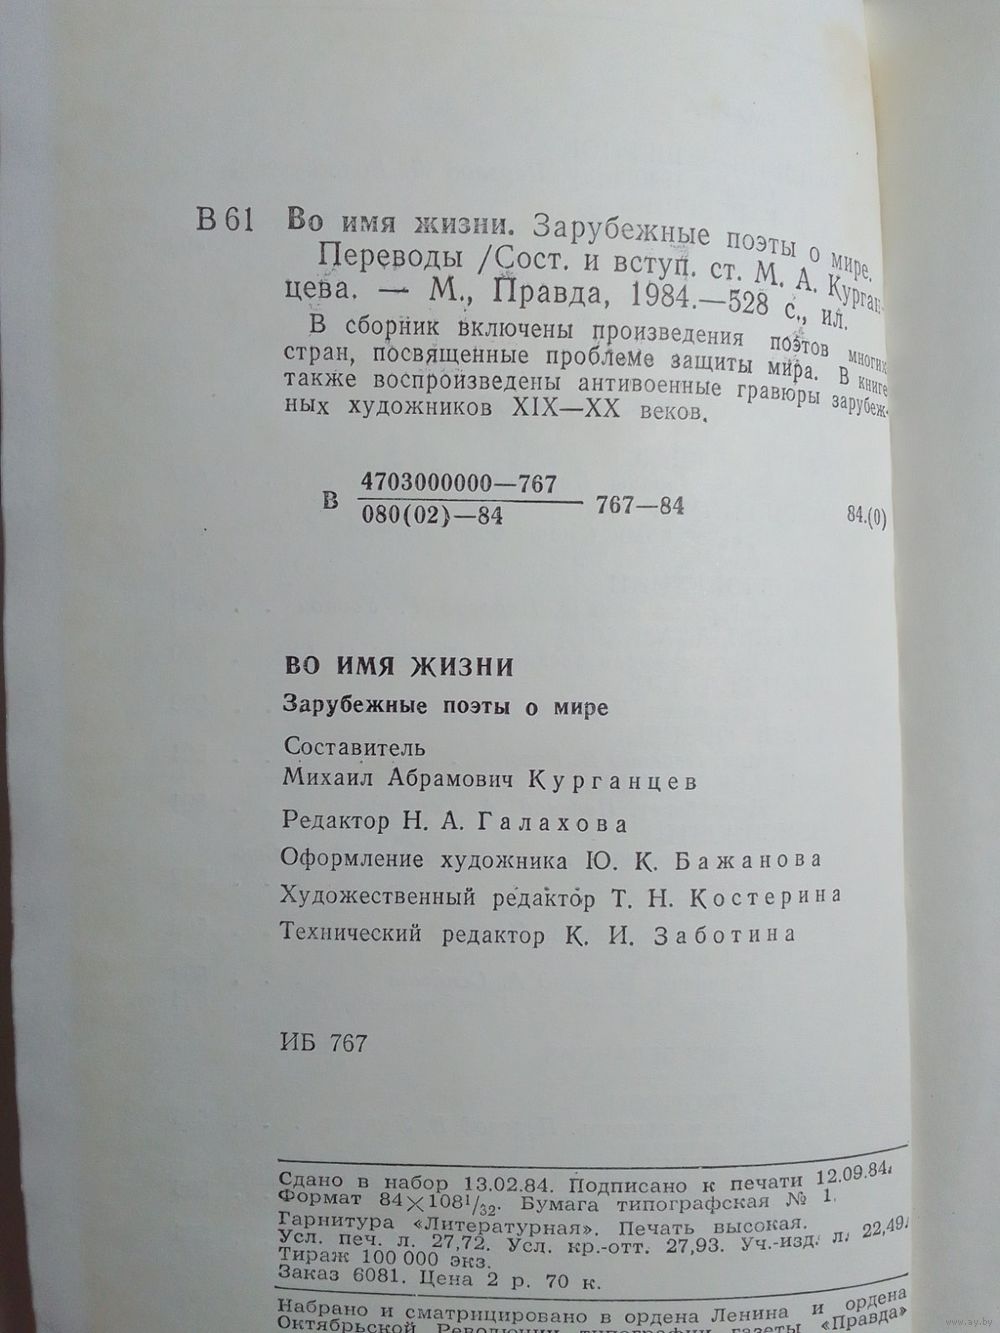 В 61 Во имя жизни. Зарубежные поэты о мире.
Переводы /Сост. и вступ. ст. М. А. Курган-
цева. — М., Правда, 1984.—528 с., ил.
В сборник включены произведения поэтов многих
стран, посвященные проблеме защиты мира. В книге
также воспроизведены антивоенные гравюры зарубеж-
ных художников XIX—XX веков.
4703000000—767
В 767—84 84.(0)
080(02)—84
ВО ИМЯ ЖИЗНИ
Зарубежные поэты о мире
Составитель
Михаил Абрамович Курганцев
Редактор Н. А. Галахова
Оформление художника Ю. К. Бажанова
Художественный редактор Т. Н. Костерина
Технический редактор К. И. Заботина
ИБ 767
Сдано в набор 13.02.84. Подписано к печати 12.09.84.
Формат 84×108¹/₃₂. Бумага типографская № 1.
Гарнитура «Литературная». Печать высокая.
Усл. печ. л. 27,72. Усл. кр.-отт. 27,93. Уч.-изд. л. 22,49.
Тираж 100 000 экз.
Заказ 6081. Цена 2 р. 70 к.
Набрано и сматрицировано в ордена Ленина и ордена
Октябрьской Революции типографии газеты «Правда»
www.ay.by